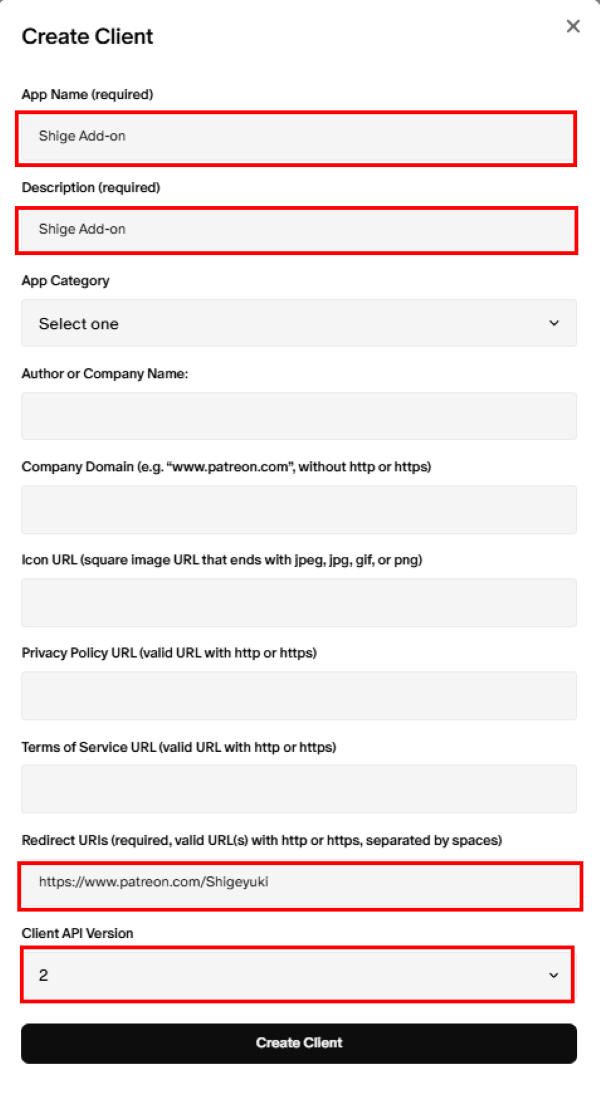 Create Client
App Name (required)
Shige Add-on
Description (required)
Shige Add-on
App Category
Select one
Author or Company Name:
Company Domain (e.g. “www.patreon.com”, without http or https)
Icon URL (square image URL that ends with jpeg, jpg, gif, or png)
Privacy Policy URL (valid URL with http or https)
Terms of Service URL (valid URL with http or https)
Redirect URIs (required, valid URL(s) with http or https, separated by spaces)
https://www.patreon.com/Shigeyuki
Client API Version
2
Create Client